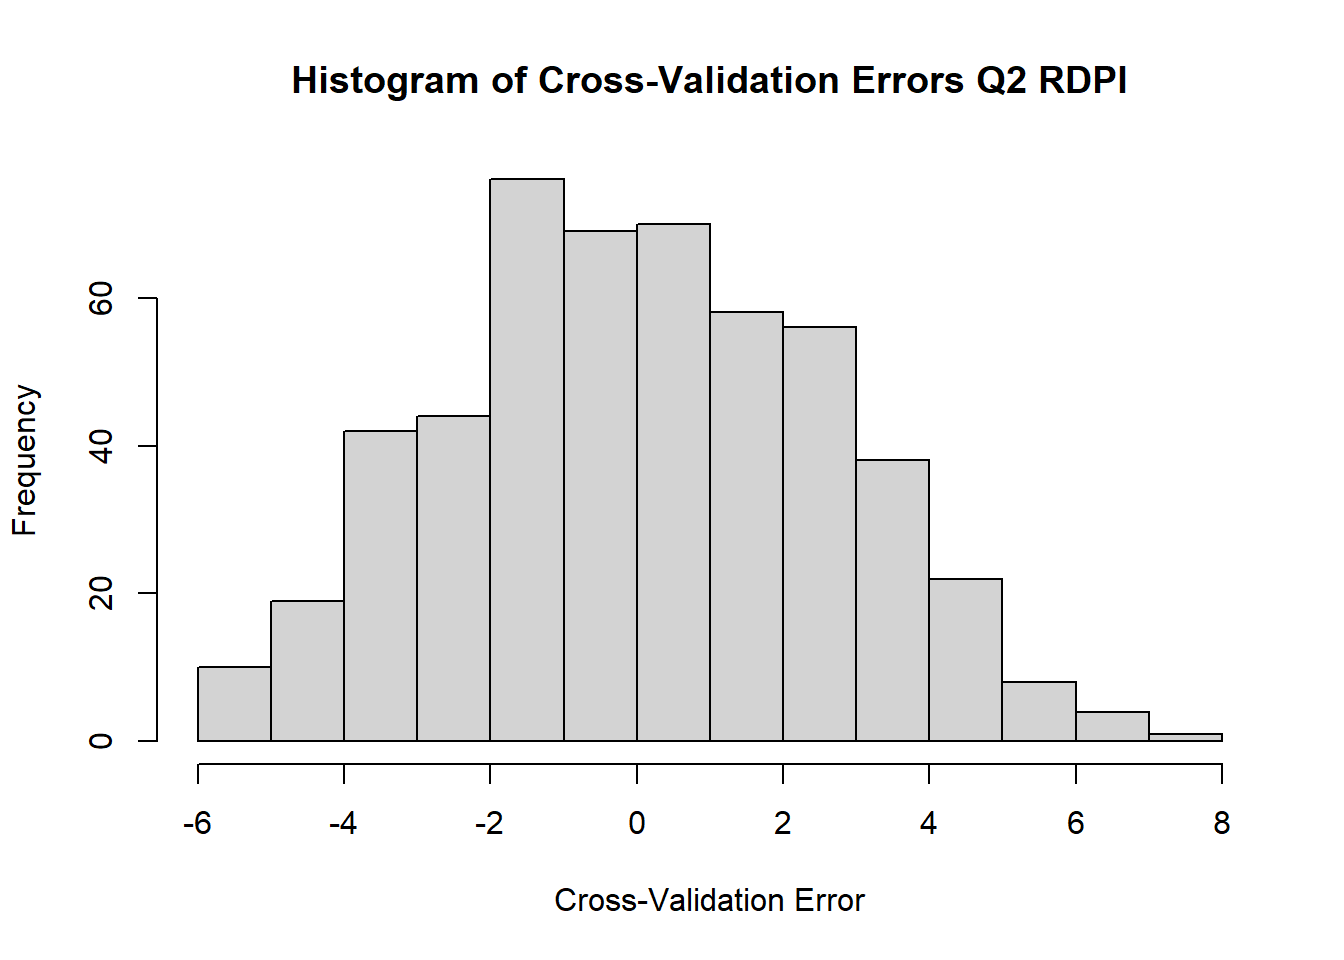 Histogram of Cross-Validation Errors Q2 RDPI
Frequency
60
40
20
0
-6 -4 -2 0 2 4 6 8
Cross-Validation Error